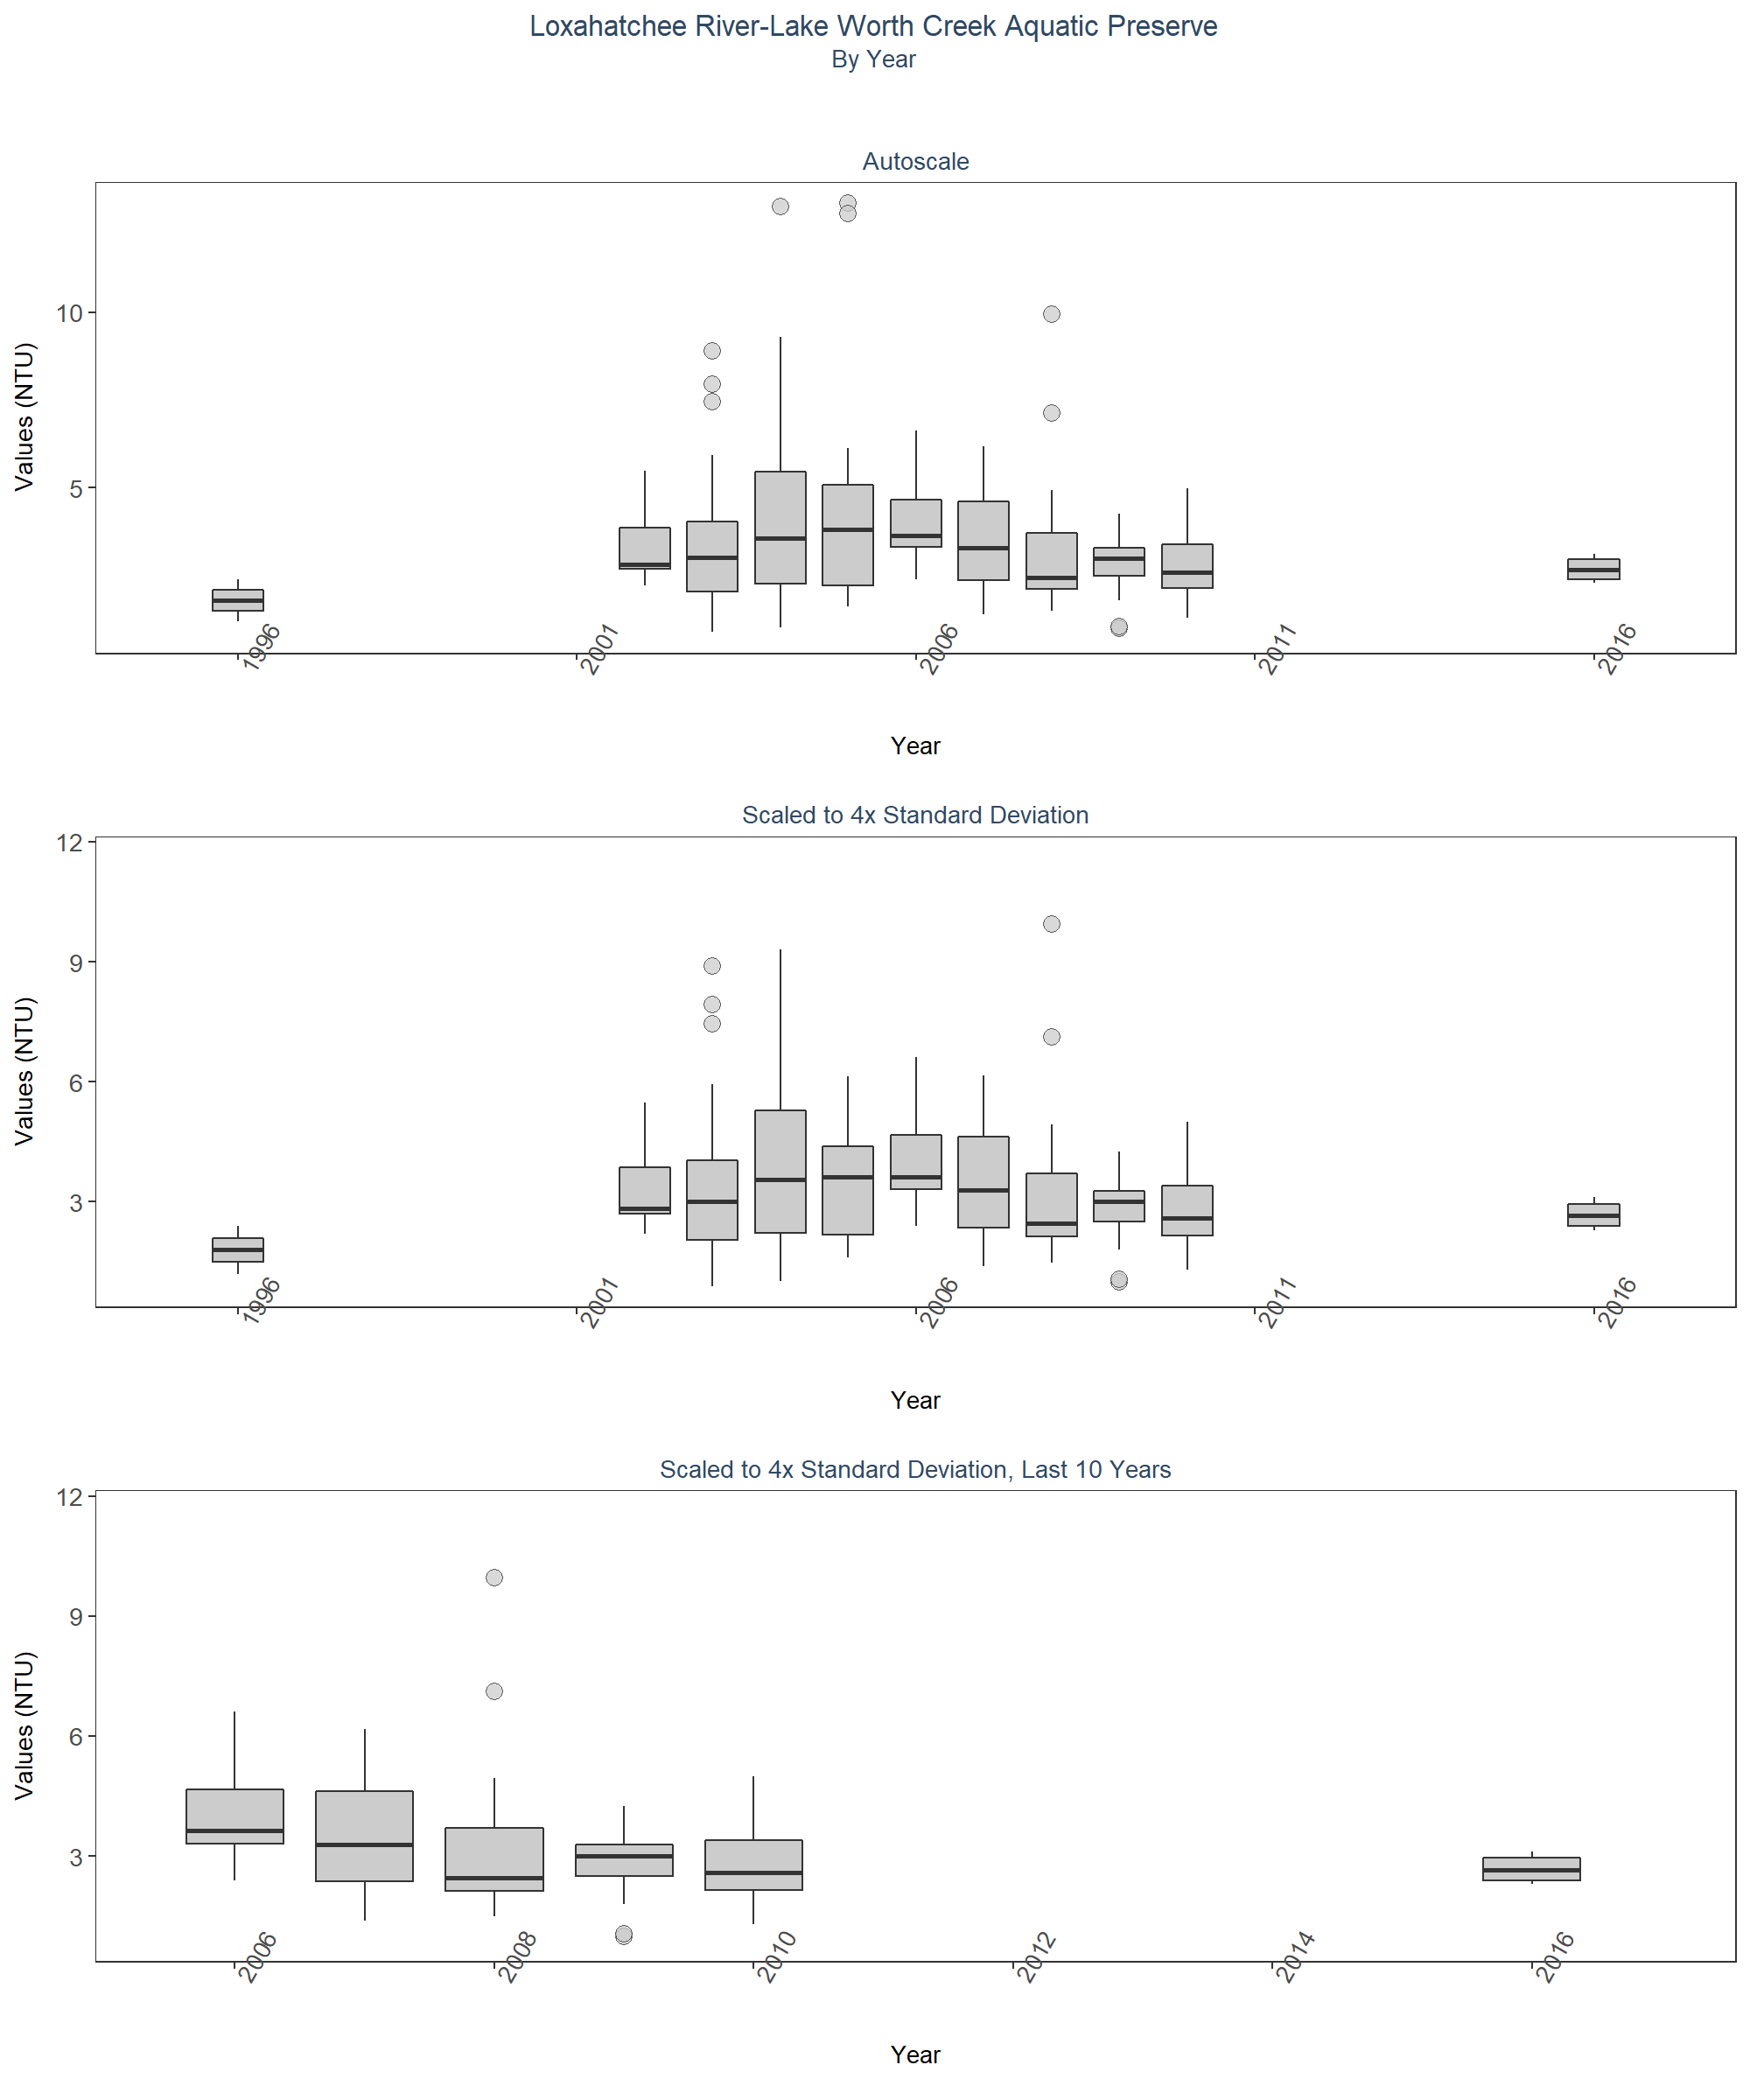 Loxahatchee River-Lake Worth Creek Aquatic Preserve
By Year
Autoscale
Values (NTU)
10
5
1996
2001
2006
2011
2016
Year
Scaled to 4x Standard Deviation
Values (NTU)
12
9
6
3
1996
2001
2006
2011
2016
Year
Scaled to 4x Standard Deviation, Last 10 Years
Values (NTU)
12
9
6
3
2006
2008
2010
2012
2014
2016
Year